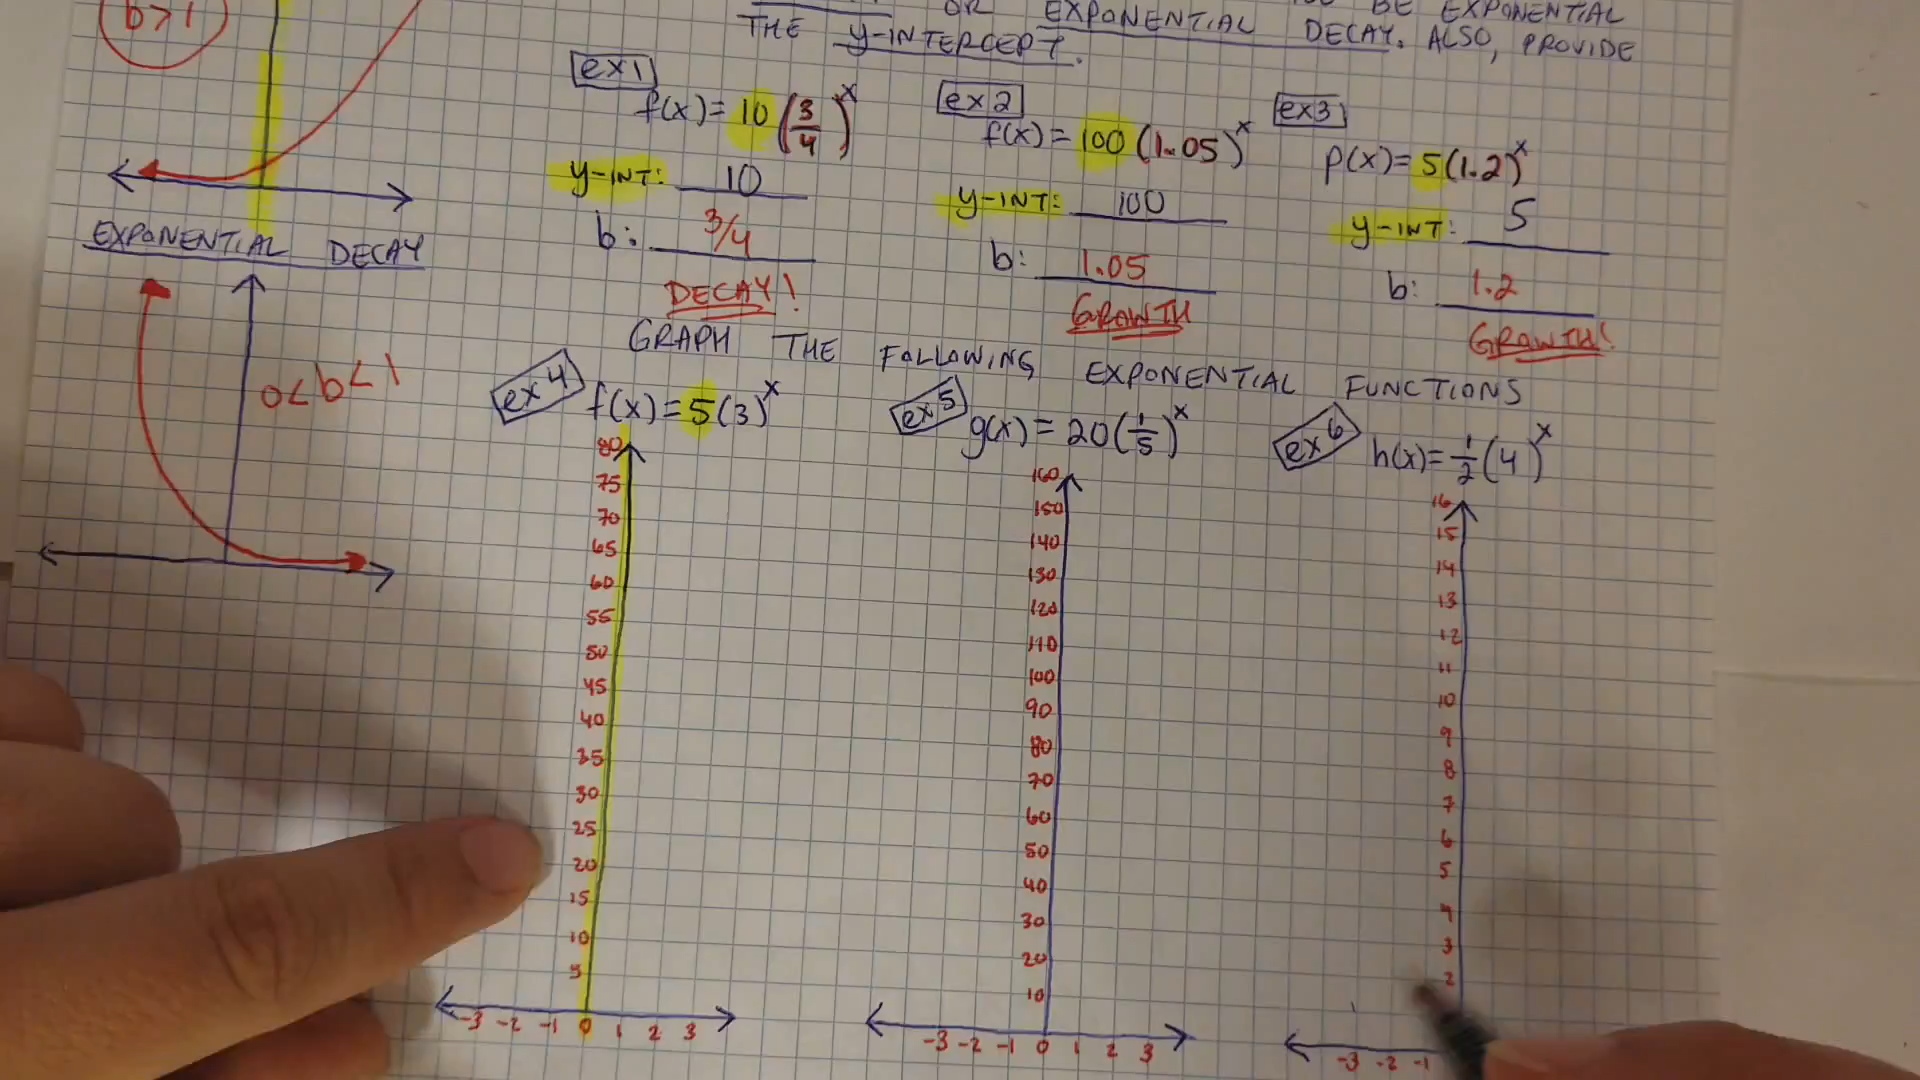 b>1
OR EXPONENTIAL BE EXPONENTIAL
DECAY. ALSO, PROVIDE
THE y-INTERCEPT.
ex1
f(x)= 10 (3/4)^x
y-INT: 10
b: 3/4
DECAY!
ex2
f(x)= 100 (1.05)^x
y-INT: 100
b: 1.05
GROWTH
ex3
p(x)= 5(1.2)^x
y-INT: 5
b: 1.2
GROWTH!
EXPONENTIAL DECAY
0<b<1
GRAPH THE FOLLOWING EXPONENTIAL FUNCTIONS
ex4
f(x)=5(3)^x
80
75
70
65
60
55
50
45
40
35
30
25
20
15
10
5
-3 -2 -1 0 1 2 3
ex5
g(x)= 20(1/5)^x
160
150
140
130
120
110
100
90
80
70
60
50
40
30
20
10
-3 -2 -1 0 1 2 3
ex6
h(x)=1/2(4)^x
16
15
14
13
12
11
10
9
8
7
6
5
4
3
2
-3 -2 -1